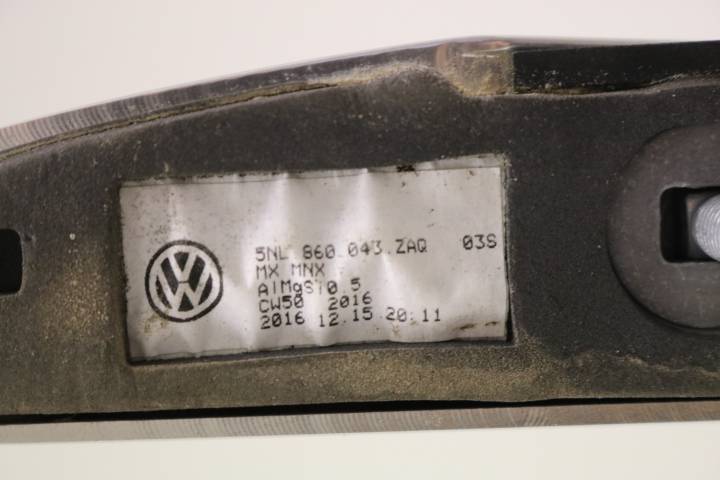 5NL 860.043.ZAQ 03S
MX MNX
AlMgSi0.5
CW50 2016
2016.12.15 20:11